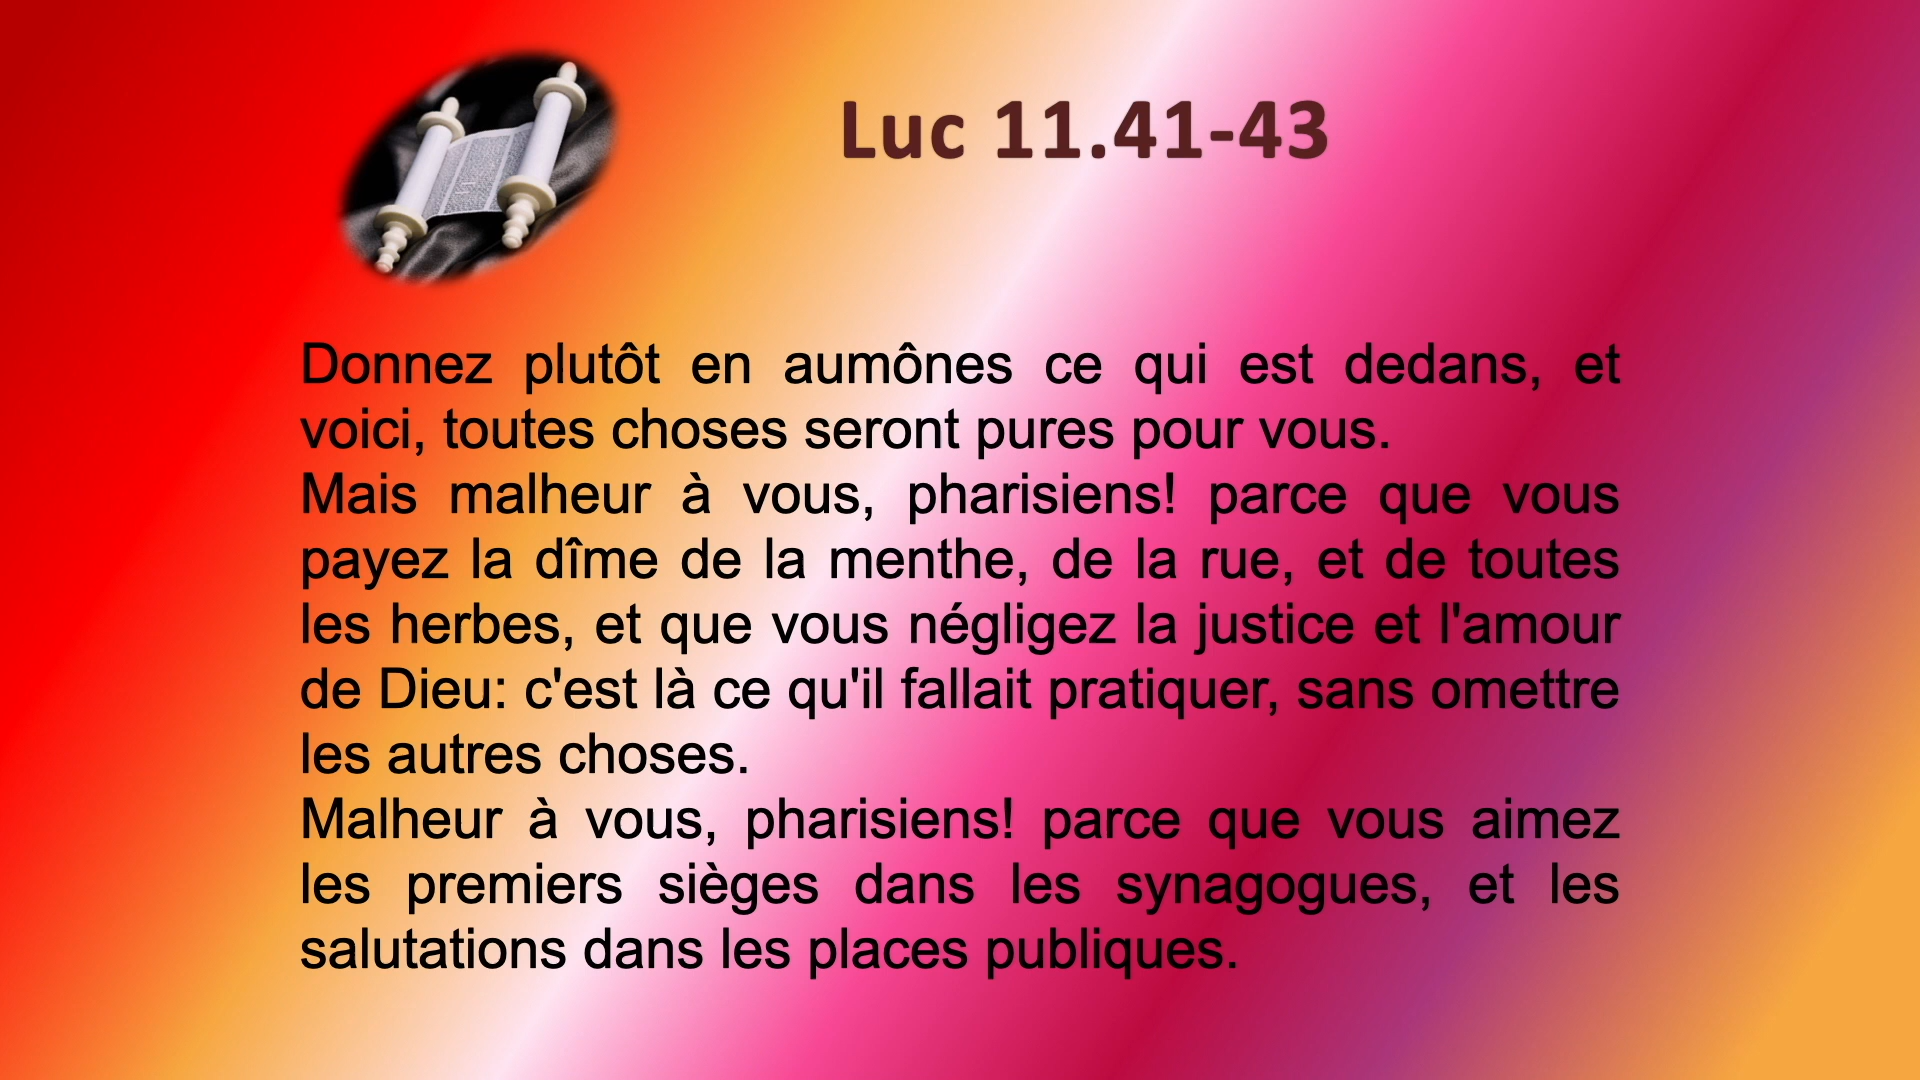 Luc 11.41-43
Donnez plutôt en aumônes ce qui est dedans, et
voici, toutes choses seront pures pour vous.
Mais malheur à vous, pharisiens! parce que vous
payez la dîme de la menthe, de la rue, et de toutes
les herbes, et que vous négligez la justice et l'amour
de Dieu: c'est là ce qu'il fallait pratiquer, sans omettre
les autres choses.
Malheur à vous, pharisiens! parce que vous aimez
les premiers sièges dans les synagogues, et les
salutations dans les places publiques.